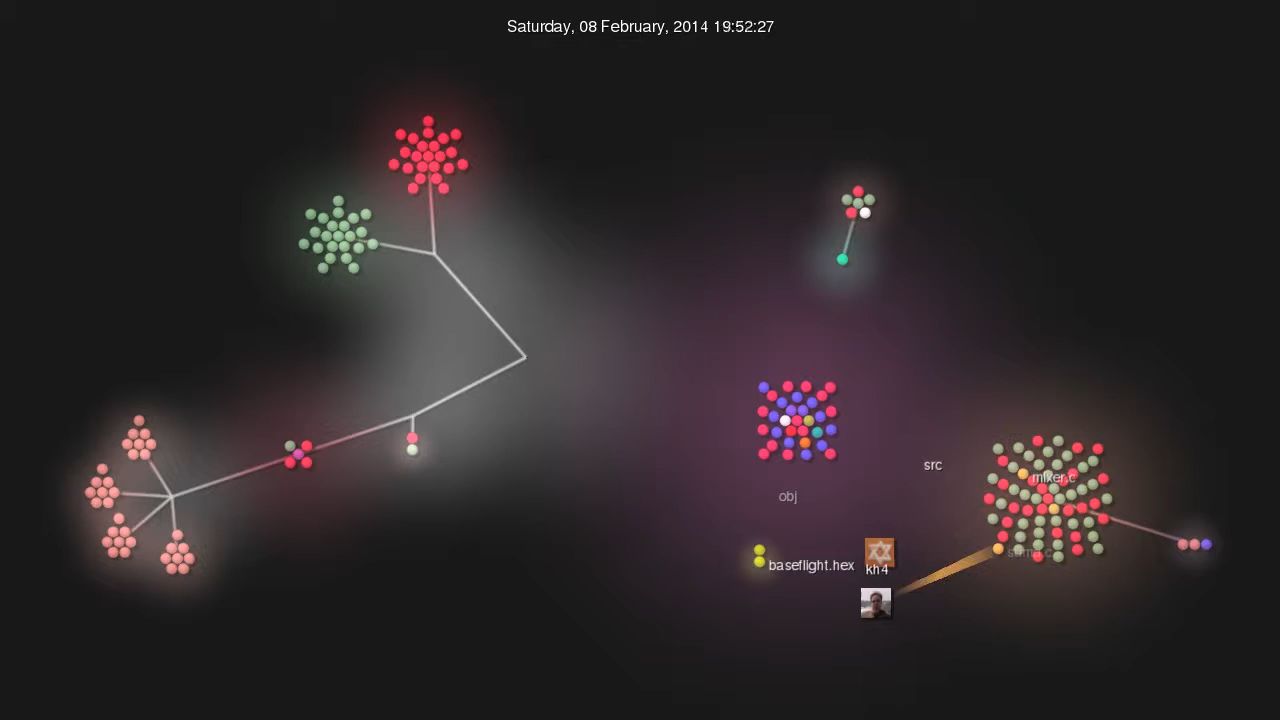 Saturday, 08 February, 2014 19:52:27
src
mixer.c
obj
baseflight.hex
kh4